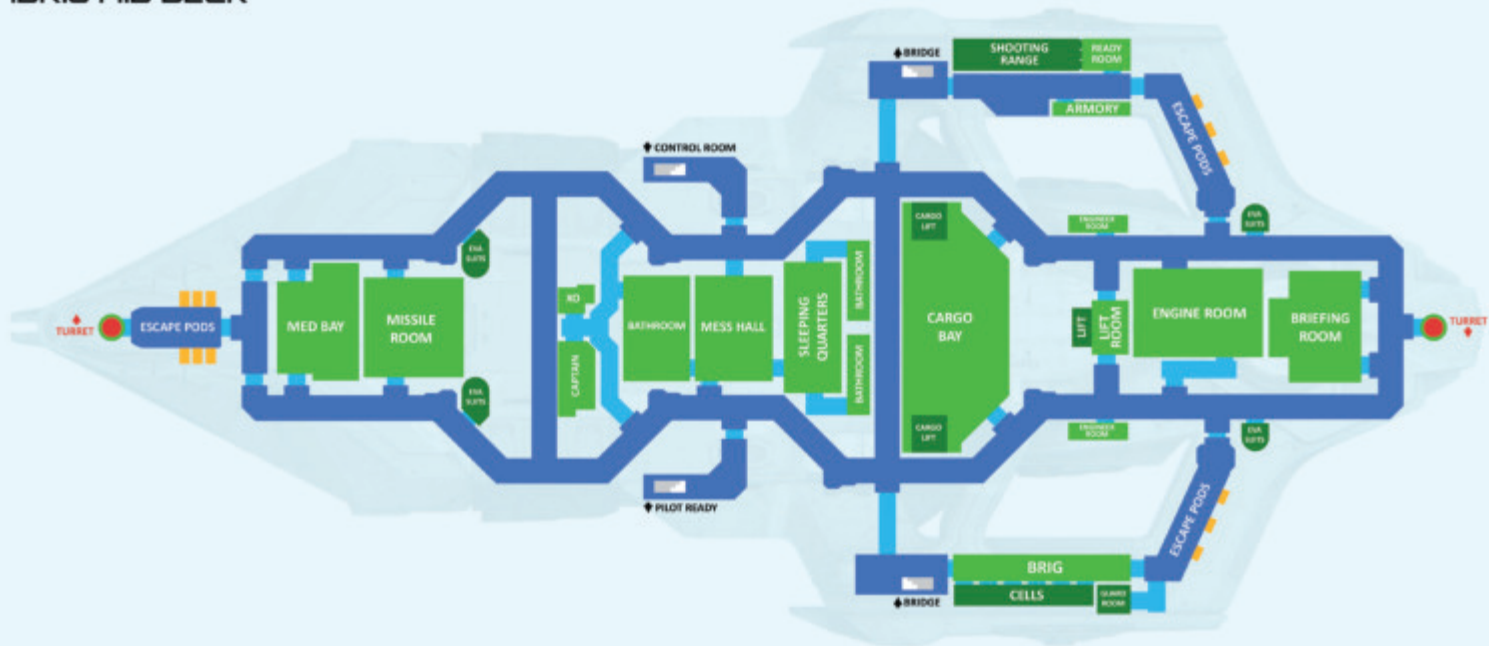 IDRIS MID DECK
BRIDGE
SHOOTING
RANGE
READY
ROOM
ARMORY
ESCAPE PODS
CONTROL ROOM
CARGO
LIFT
ENGINEER
ROOM
EVA
SUITS
EVA
SUITS
TURRET
ESCAPE PODS
MED BAY
MISSILE
ROOM
XO
CAPTAIN
BATHROOM
MESS HALL
SLEEPING
QUARTERS
BATHROOM
BATHROOM
CARGO
BAY
LIFT
LIFT
ROOM
ENGINE ROOM
BRIEFING
ROOM
TURRET
EVA
SUITS
CARGO
LIFT
ENGINEER
ROOM
EVA
SUITS
PILOT READY
ESCAPE PODS
BRIG
CELLS
GUARD
ROOM
BRIDGE